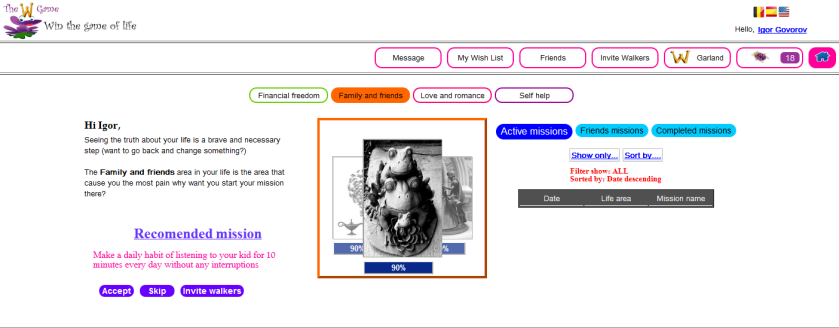 The W Game
Win the game of life
Hello, Igor Govorov
Message
My Wish List
Friends
Invite Walkers
Garland
18
Financial freedom
Family and friends
Love and romance
Self help
Hi Igor,
Seeing the truth about your life is a brave and necessary
step (want to go back and change something?)
The Family and friends area in your life is the area that
cause you the most pain why want you start your mission
there?
Recomended mission
Make a daily habit of listening to your kid for 10
minutes every day without any interruptions
Accept
Skip
Invite walkers
90%
90%
%
Active missions
Friends missions
Completed missions
Show only...
Sort by....
Filter show: ALL
Sorted by: Date descending
Date
Life area
Mission name